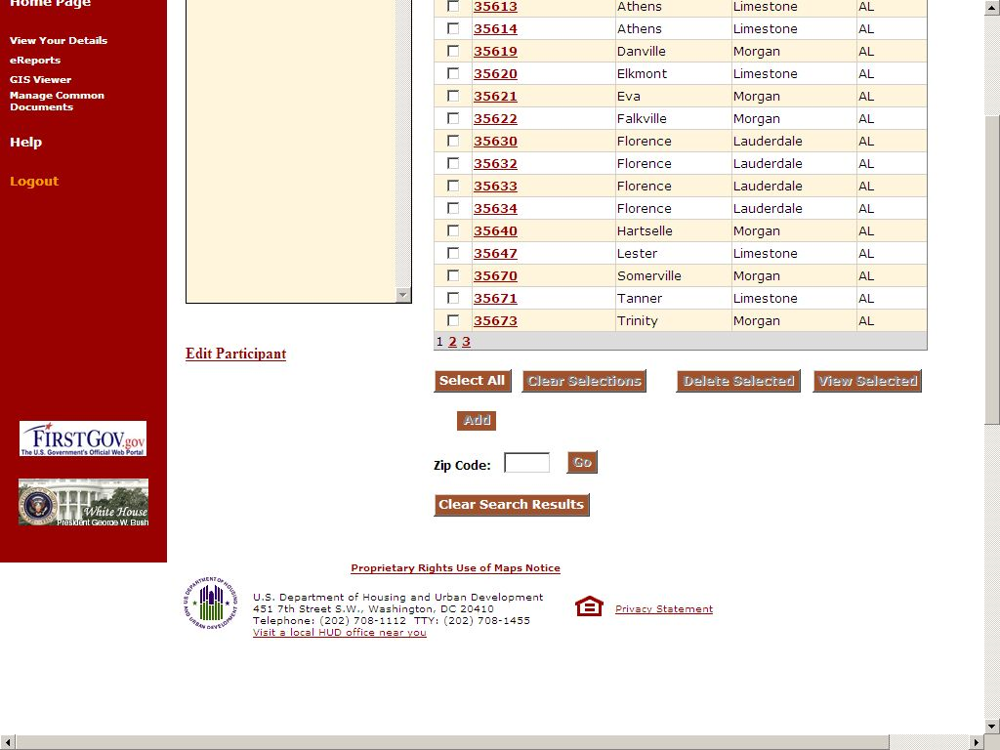 Home Page
View Your Details
eReports
GIS Viewer
Manage Common
Documents
Help
Logout
FIRSTGOV.gov
The U.S. Government's Official Web Portal
White House
President George W. Bush
35613 Athens Limestone AL
35614 Athens Limestone AL
35619 Danville Morgan AL
35620 Elkmont Limestone AL
35621 Eva Morgan AL
35622 Falkville Morgan AL
35630 Florence Lauderdale AL
35632 Florence Lauderdale AL
35633 Florence Lauderdale AL
35634 Florence Lauderdale AL
35640 Hartselle Morgan AL
35647 Lester Limestone AL
35670 Somerville Morgan AL
35671 Tanner Limestone AL
35673 Trinity Morgan AL
1 2 3
Edit Participant
Select All Clear Selections Delete Selected View Selected
Add
Zip Code: Go
Clear Search Results
Proprietary Rights Use of Maps Notice
U.S. DEPARTMENT OF HOUSING AND URBAN DEVELOPMENT
U.S. Department of Housing and Urban Development
451 7th Street S.W., Washington, DC 20410
Telephone: (202) 708-1112 TTY: (202) 708-1455
Visit a local HUD office near you
Privacy Statement